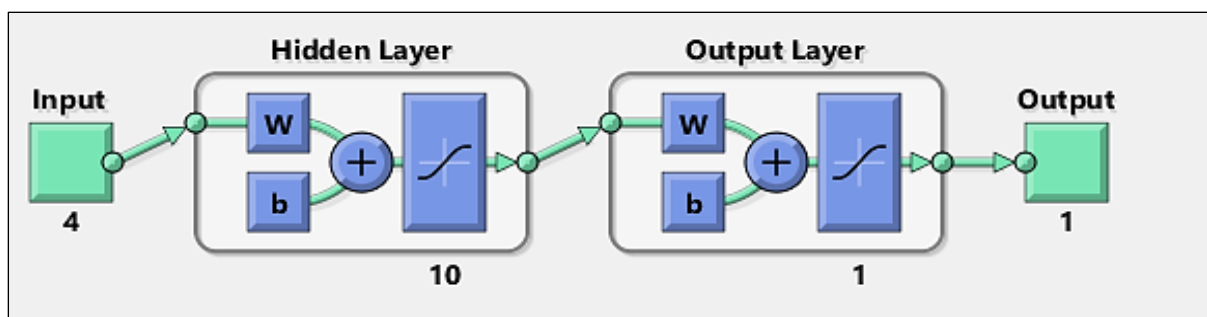 Hidden Layer
Output Layer
Input
Output
W
+
b
W
+
b
4
10
1
1